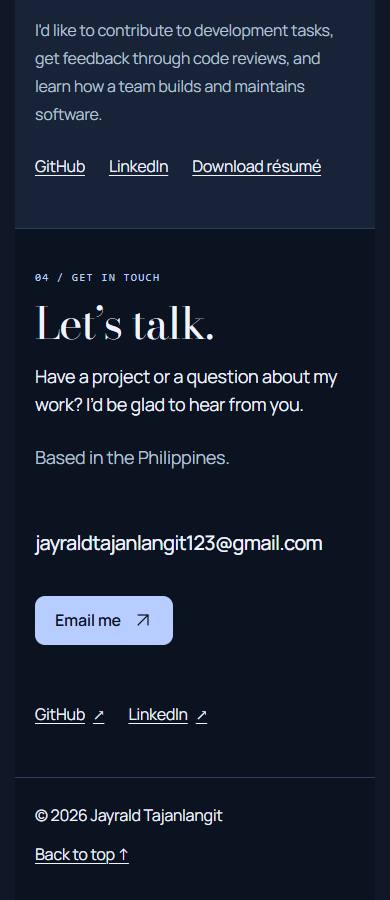 I'd like to contribute to development tasks,
get feedback through code reviews, and
learn how a team builds and maintains
software.
GitHub LinkedIn Download résumé
04 / GET IN TOUCH
Let’s talk.
Have a project or a question about my
work? I’d be glad to hear from you.
Based in the Philippines.
jayraldtajanlangit123@gmail.com
Email me ↗
GitHub ↗ LinkedIn ↗
© 2026 Jayrald Tajanlangit
Back to top ↑